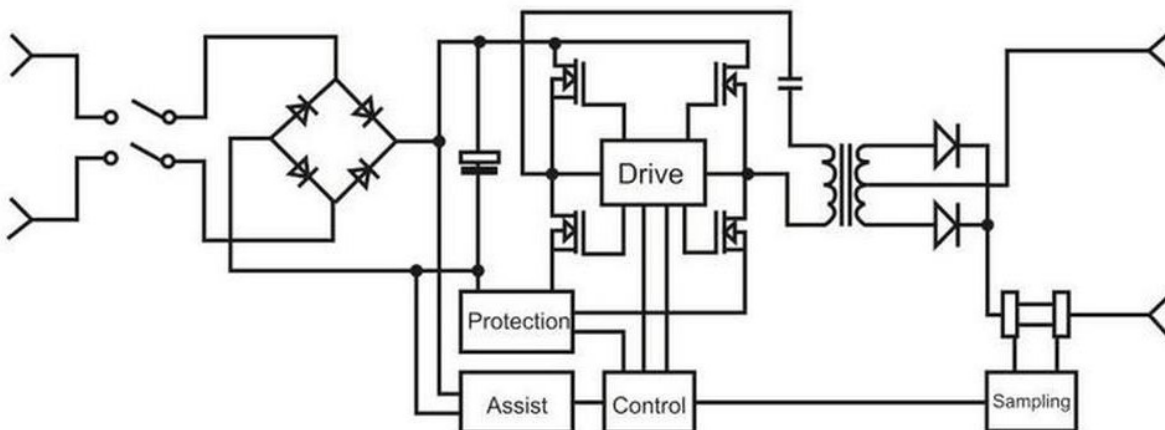 Drive
Protection
Assist
Control
Sampling